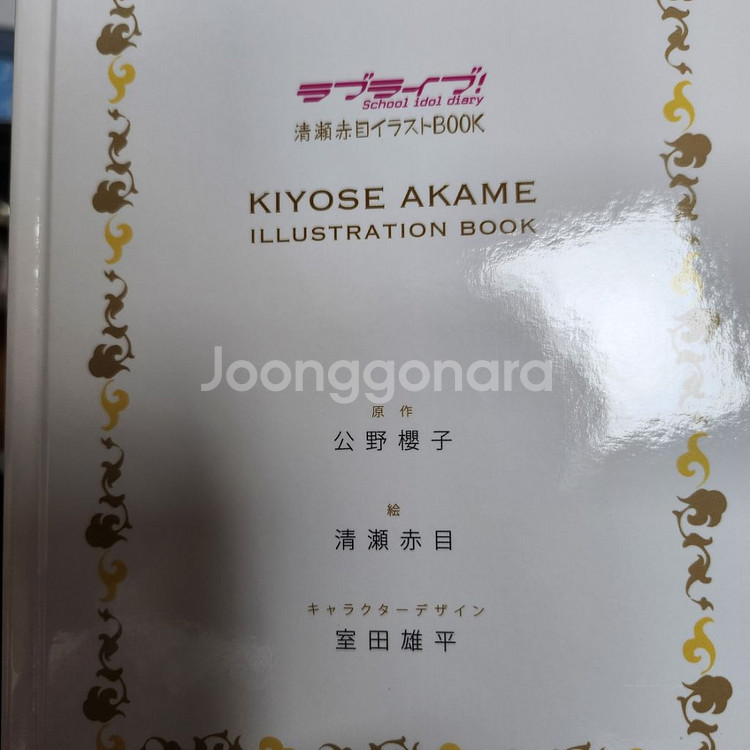 ラブライブ!
School idol diary
清瀬赤目イラストBOOK
KIYOSE AKAME
ILLUSTRATION BOOK
Joonggonara
原作
公野櫻子
絵
清瀬赤目
キャラクターデザイン
室田雄平